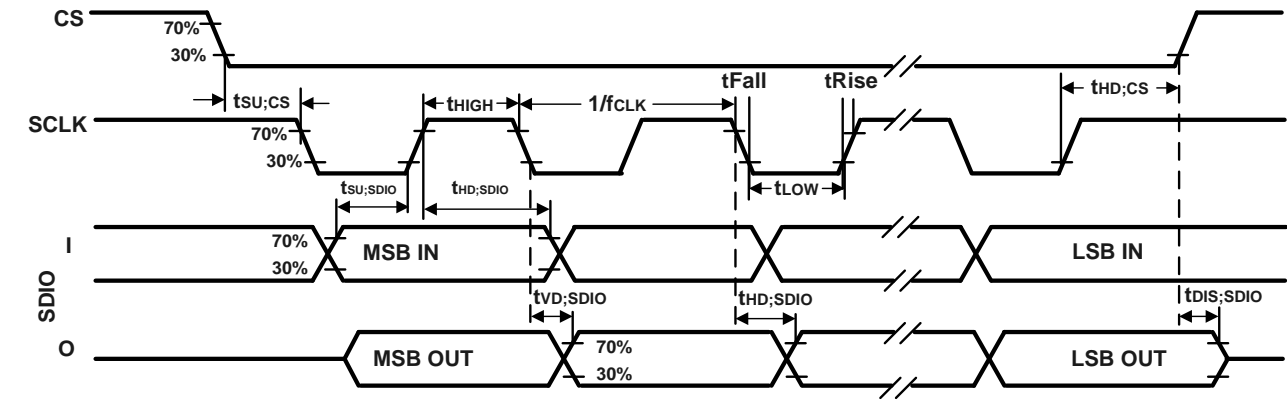 CS
70%
30%
tFall
tRise
tSU;CS
tHIGH
1/fCLK
tHD;CS
SCLK
70%
30%
tSU;SDIO
tHD;SDIO
tLOW
SDIO
I
70%
30%
MSB IN
LSB IN
tVD;SDIO
tHD;SDIO
tDIS;SDIO
O
MSB OUT
70%
30%
LSB OUT